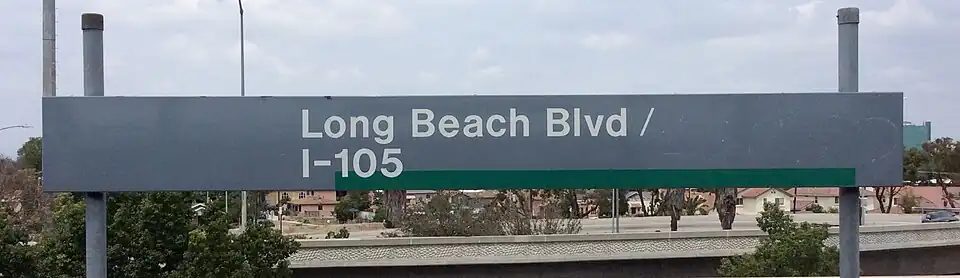 Long Beach Blvd /
I-105